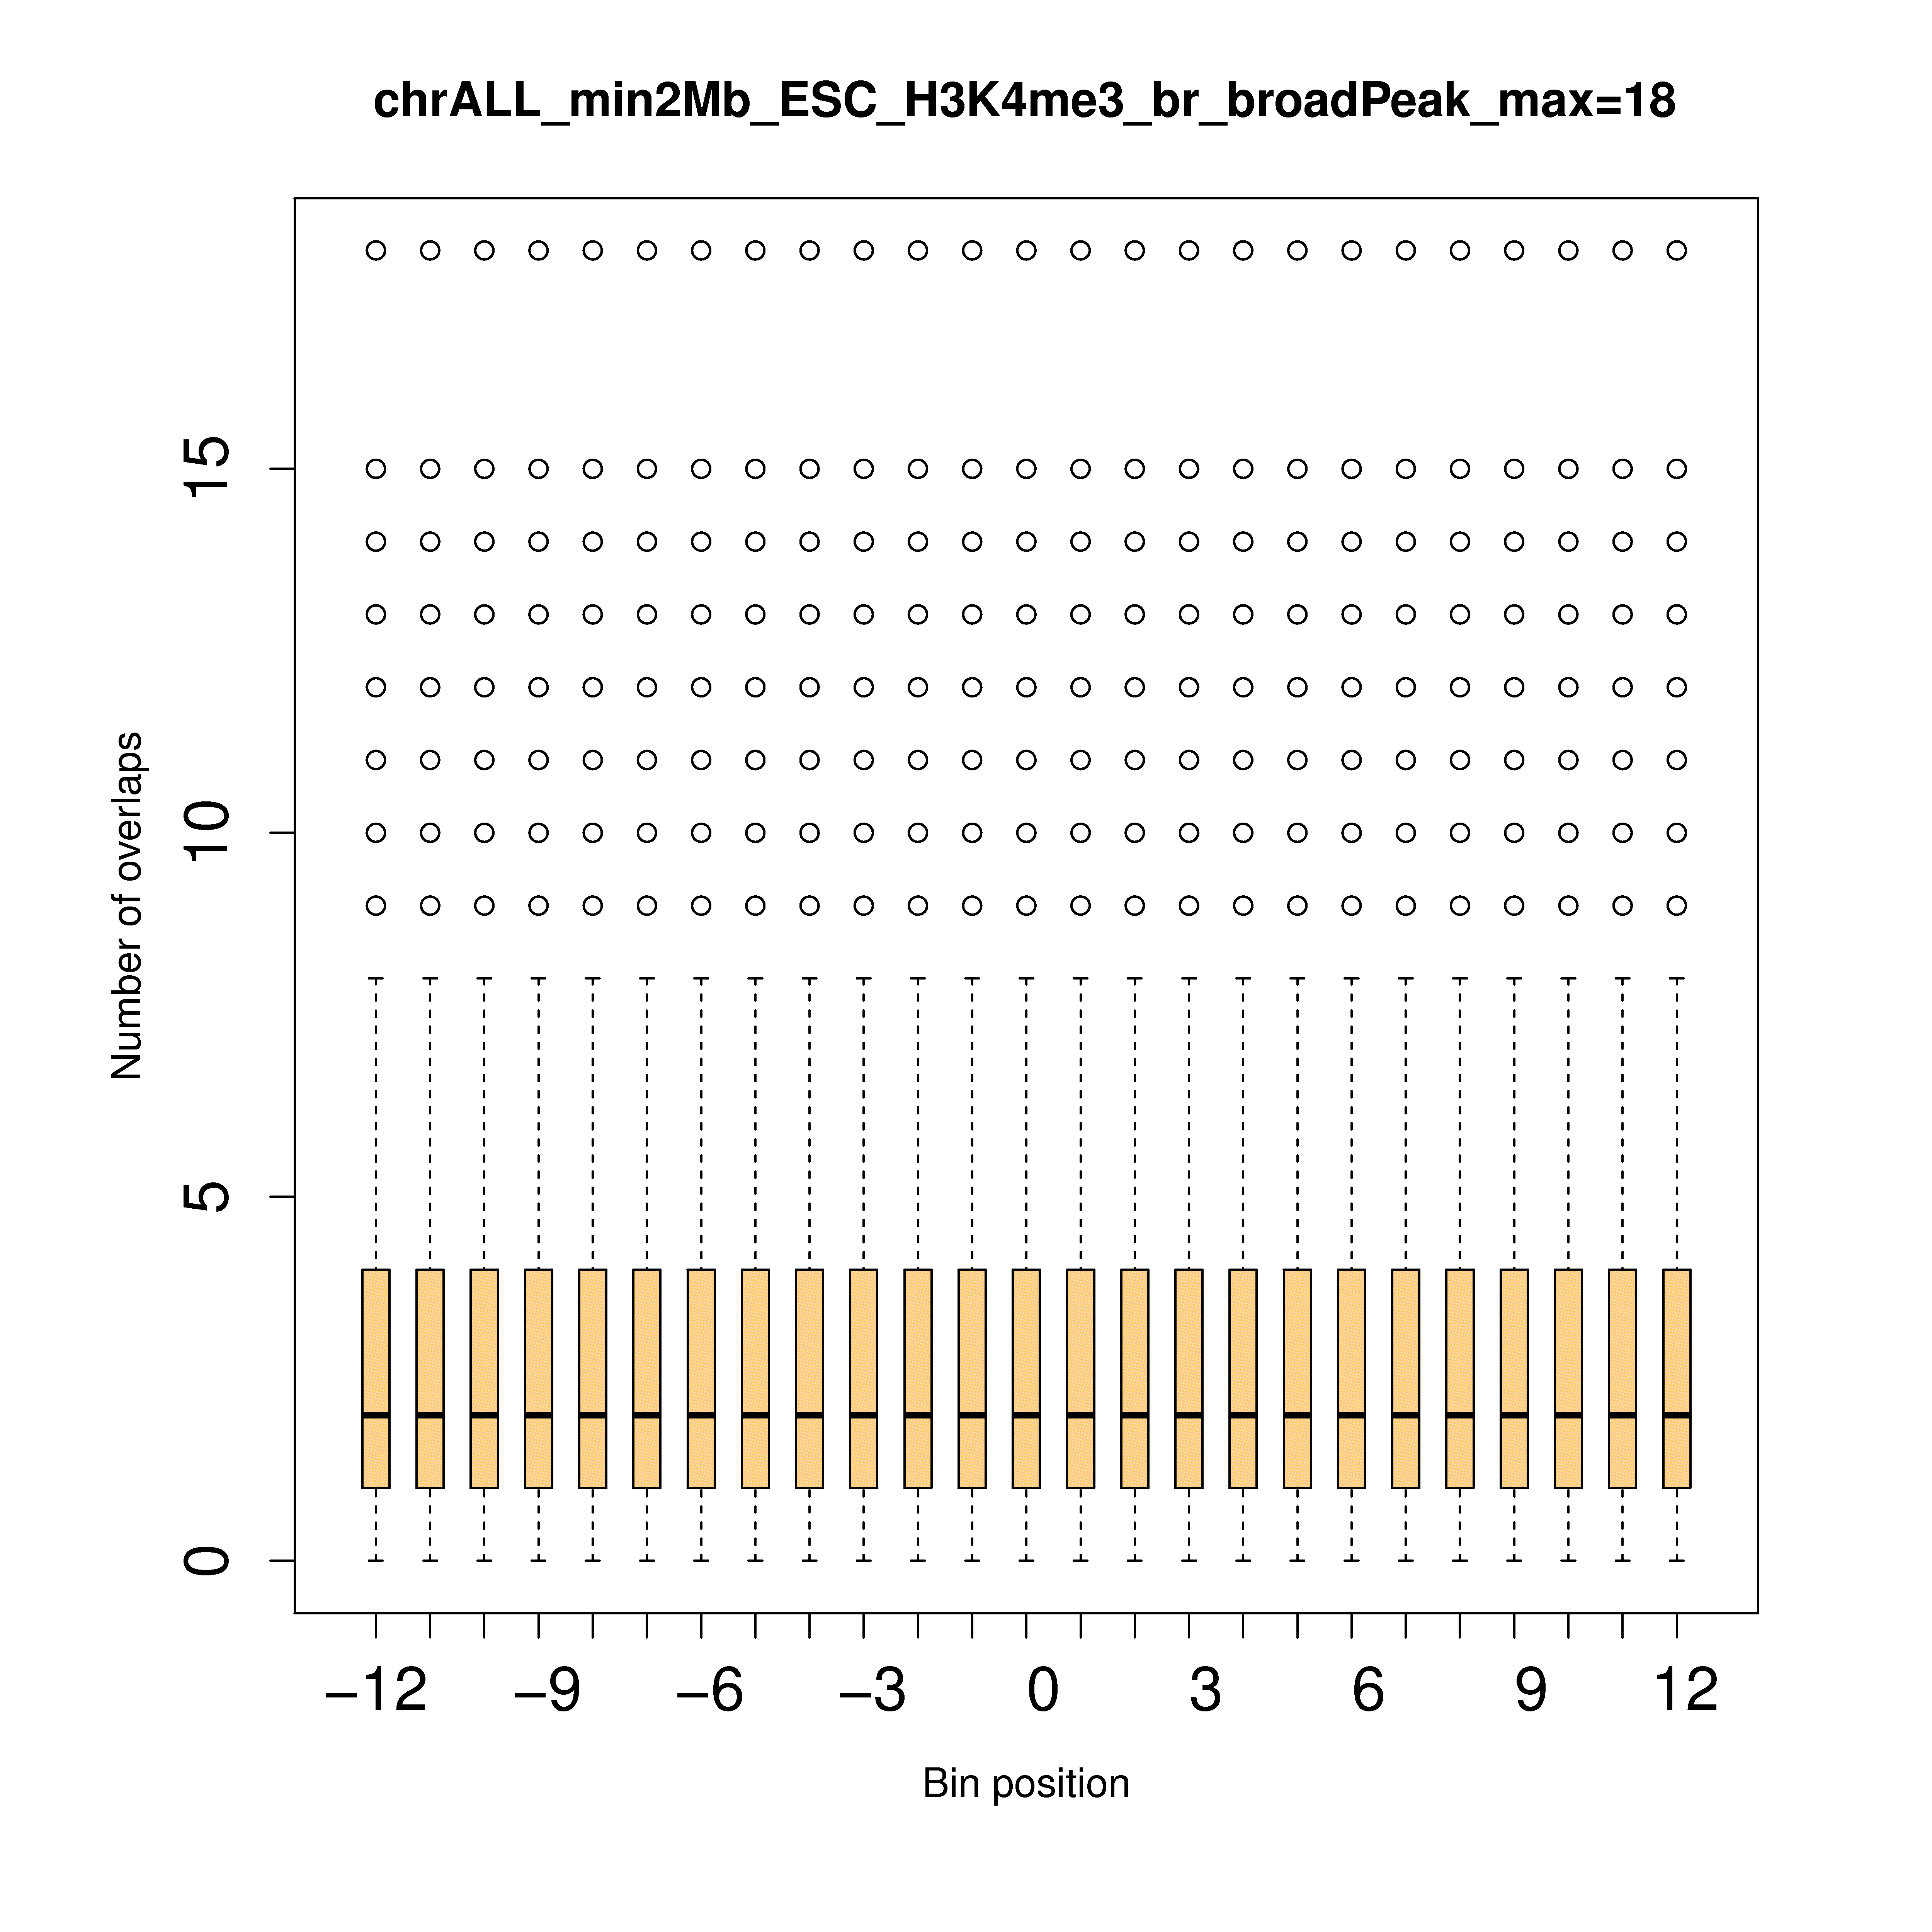 chrALL_min2Mb_ESC_H3K4me3_br_broadPeak_max=18
Number of overlaps
15
10
5
0
−12 −9 −6 −3 0 3 6 9 12
Bin position